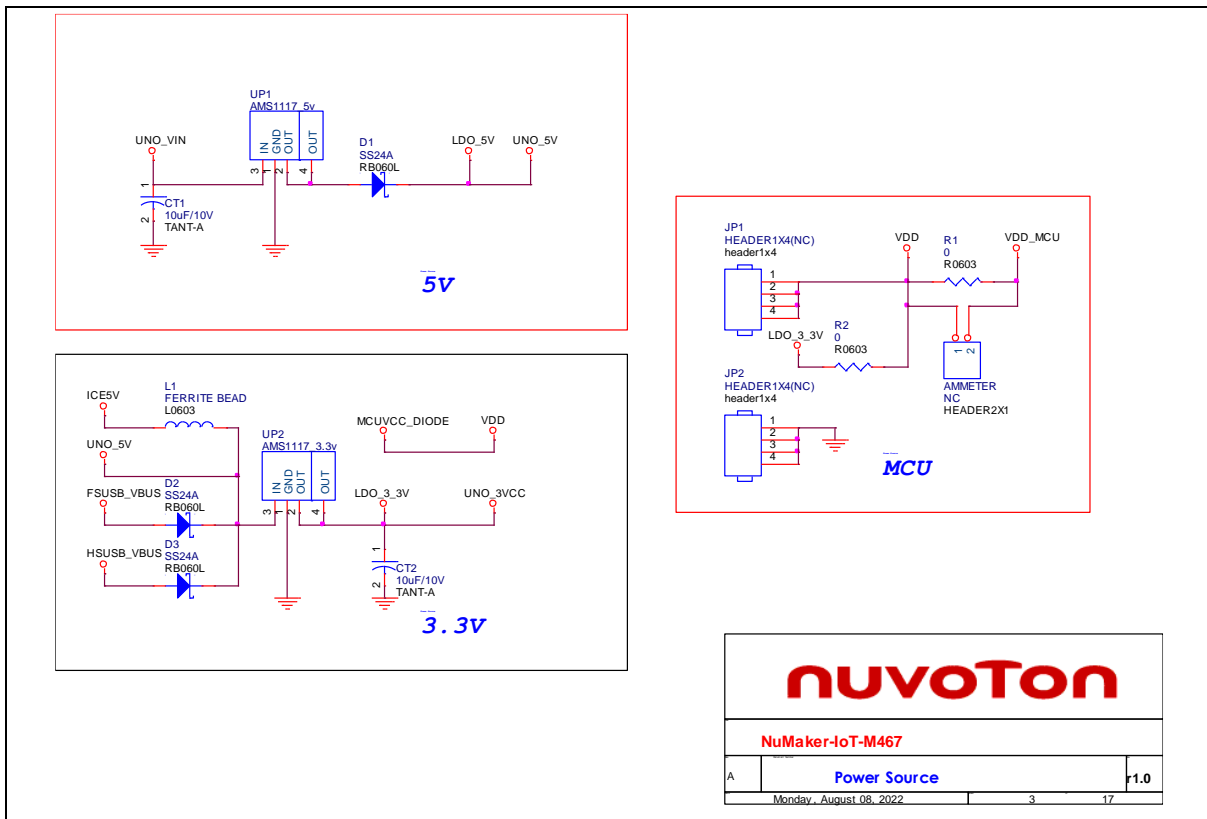 UP1
AMS1117_5v
UNO_VIN
IN
GND
OUT
OUT
3
1
2
4
D1
SS24A
RB060L
LDO_5V
UNO_5V
1
2
CT1
10uF/10V
TANT-A
5V
L1
FERRITE BEAD
L0603
ICE5V
UNO_5V
D2
SS24A
RB060L
FSUSB_VBUS
D3
SS24A
RB060L
HSUSB_VBUS
UP2
AMS1117_3.3v
IN
GND
OUT
OUT
3
1
2
4
MCUVCC_DIODE
VDD
LDO_3_3V
UNO_3VCC
1
2
CT2
10uF/10V
TANT-A
3.3V
JP1
HEADER1X4(NC)
header1x4
1
2
3
4
VDD
R1
0
R0603
VDD_MCU
LDO_3_3V
R2
0
R0603
1
2
AMMETER
NC
HEADER2X1
JP2
HEADER1X4(NC)
header1x4
1
2
3
4
MCU
nuvoTon
NuMaker-IoT-M467
A
Power Source
r1.0
Monday, August 08, 2022
3
17